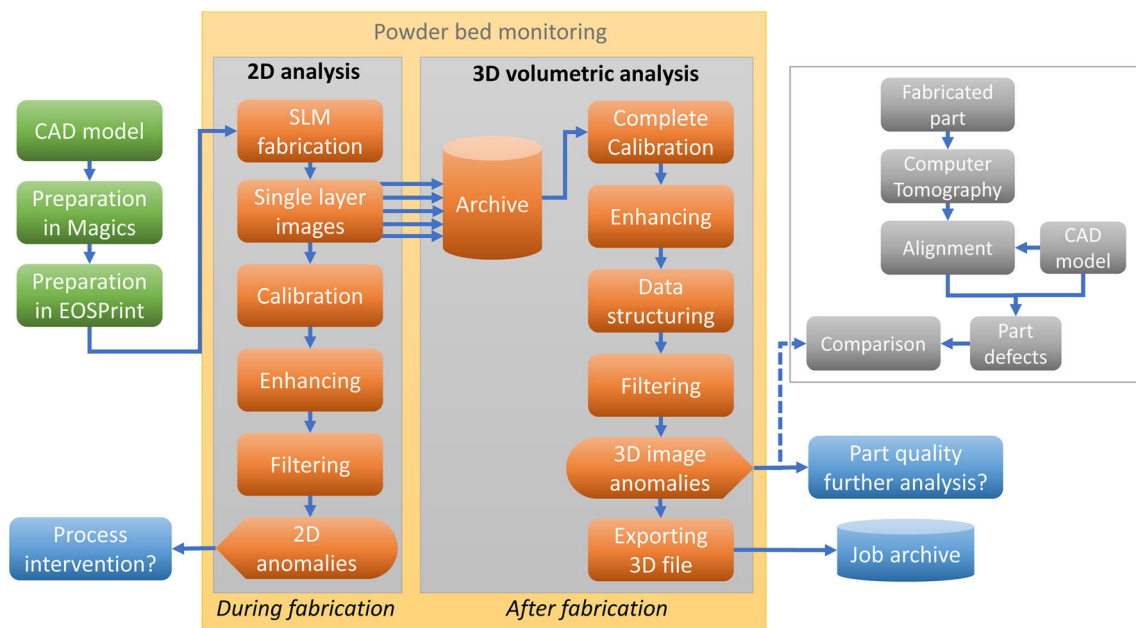 Powder bed monitoring
2D analysis
3D volumetric analysis
CAD model
Preparation
in Magics
Preparation
in EOSPrint
SLM
fabrication
Single layer
images
Calibration
Enhancing
Filtering
2D
anomalies
Process
intervention?
During fabrication
Archive
Complete
Calibration
Enhancing
Data
structuring
Filtering
3D image
anomalies
Exporting
3D file
After fabrication
Fabricated
part
Computer
Tomography
Alignment
CAD
model
Comparison
Part
defects
Part quality
further analysis?
Job archive